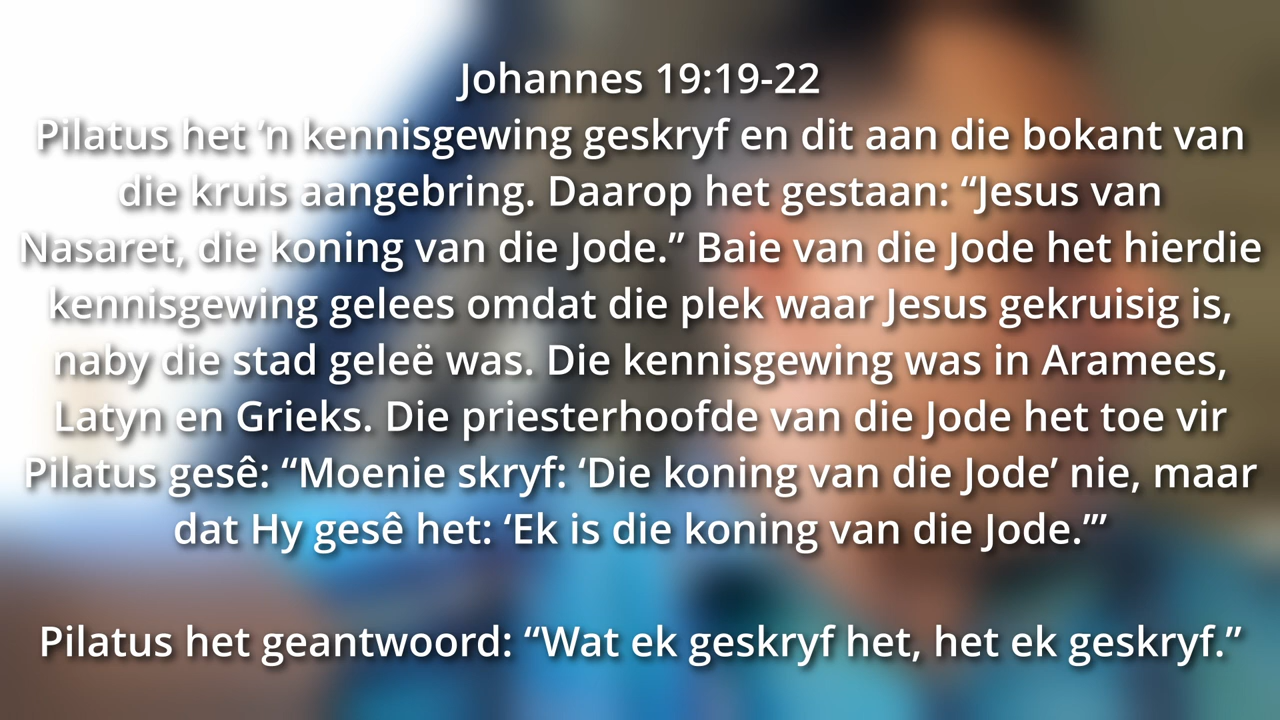 Johannes 19:19-22
Pilatus het ’n kennisgewing geskryf en dit aan die bokant van
die kruis aangebring. Daarop het gestaan: “Jesus van
Nasaret, die koning van die Jode.” Baie van die Jode het hierdie
kennisgewing gelees omdat die plek waar Jesus gekruisig is,
naby die stad geleë was. Die kennisgewing was in Aramees,
Latyn en Grieks. Die priesterhoofde van die Jode het toe vir
Pilatus gesê: “Moenie skryf: ‘Die koning van die Jode’ nie, maar
dat Hy gesê het: ‘Ek is die koning van die Jode.’”
Pilatus het geantwoord: “Wat ek geskryf het, het ek geskryf.”